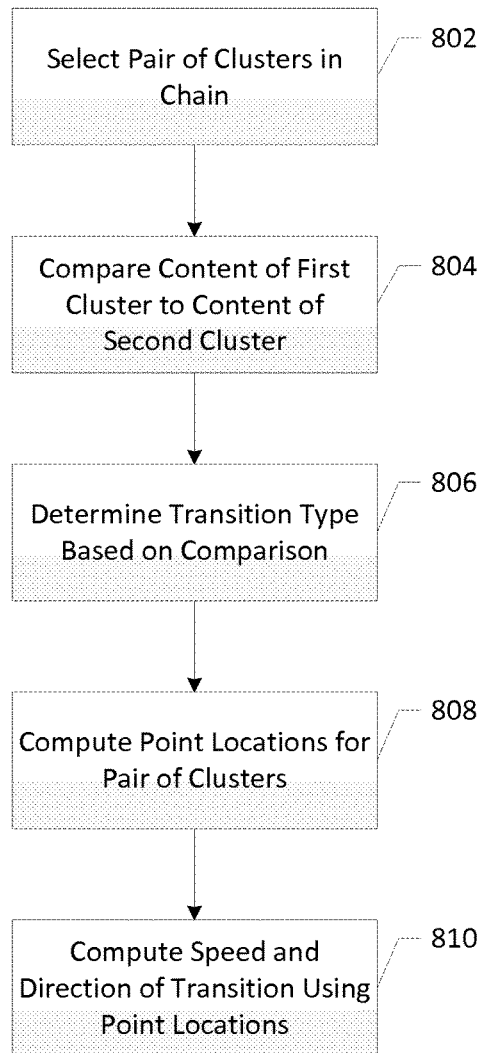 Select Pair of Clusters in
Chain
802
Compare Content of First
Cluster to Content of
Second Cluster
804
Determine Transition Type
Based on Comparison
806
Compute Point Locations for
Pair of Clusters
808
Compute Speed and
Direction of Transition Using
Point Locations
810